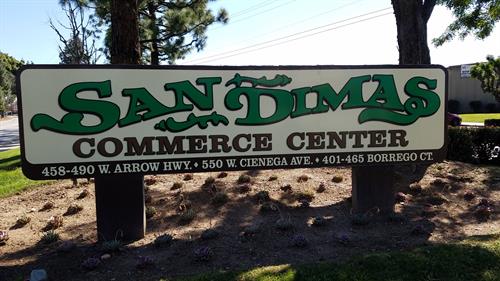 SAN DIMAS
COMMERCE CENTER
458-490 W. ARROW HWY. • 550 W. CIENEGA AVE. • 401-465 BORREGO CT.